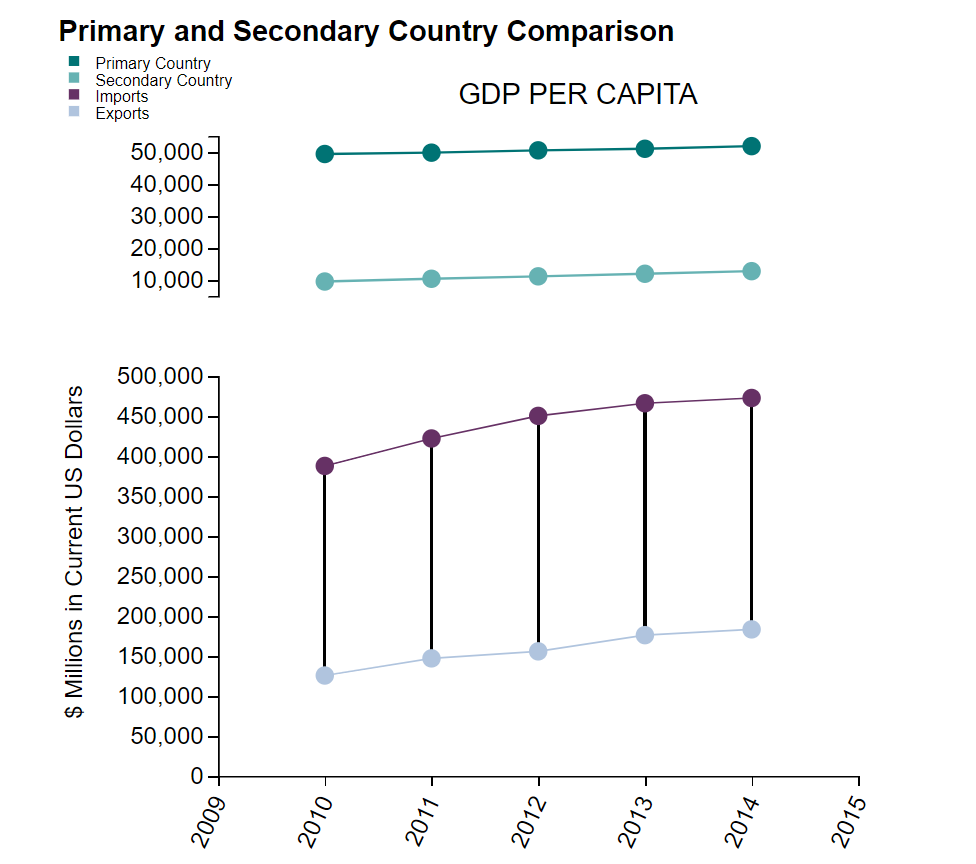 Primary and Secondary Country Comparison
Primary Country
Secondary Country
Imports
Exports
GDP PER CAPITA
50,000
40,000
30,000
20,000
10,000
$ Millions in Current US Dollars
500,000
450,000
400,000
350,000
300,000
250,000
200,000
150,000
100,000
50,000
0
2009 2010 2011 2012 2013 2014 2015